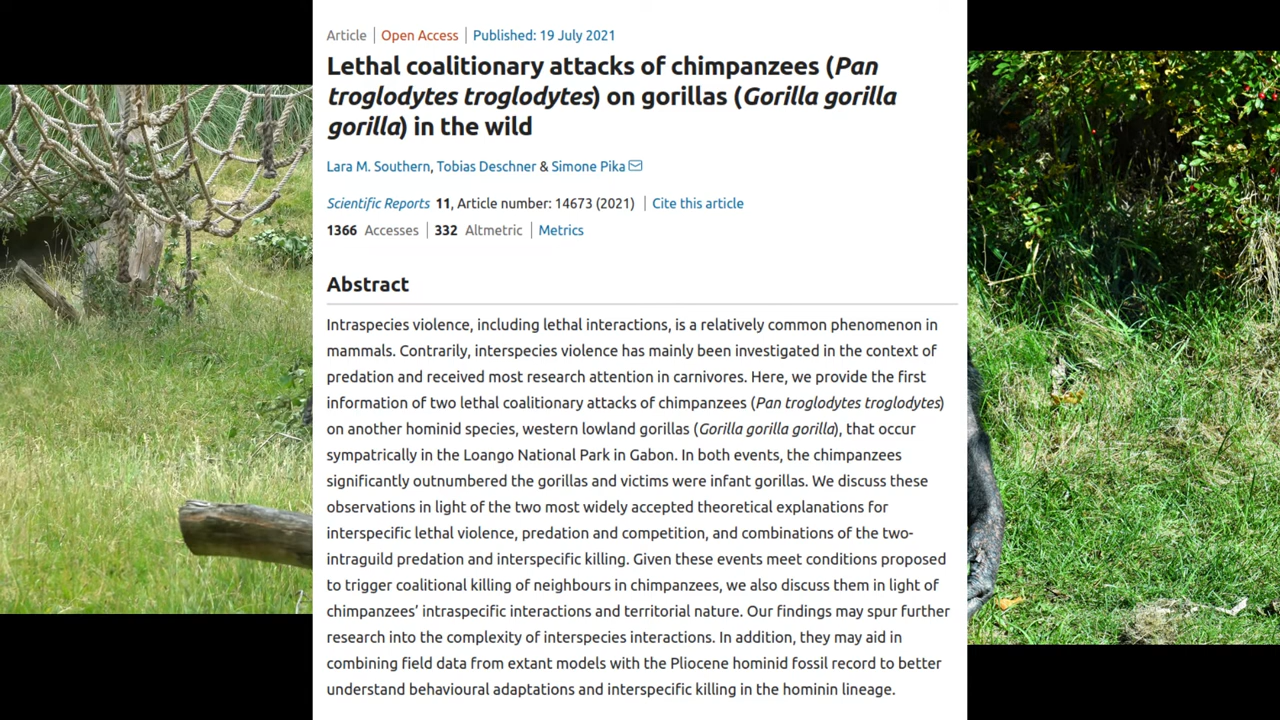 Article | Open Access | Published: 19 July 2021
Lethal coalitionary attacks of chimpanzees (Pan
troglodytes troglodytes) on gorillas (Gorilla gorilla
gorilla) in the wild
Lara M. Southern, Tobias Deschner & Simone Pika
Scientific Reports 11, Article number: 14673 (2021) | Cite this article
1366 Accesses | 332 Altmetric | Metrics
Abstract
Intraspecies violence, including lethal interactions, is a relatively common phenomenon in
mammals. Contrarily, interspecies violence has mainly been investigated in the context of
predation and received most research attention in carnivores. Here, we provide the first
information of two lethal coalitionary attacks of chimpanzees (Pan troglodytes troglodytes)
on another hominid species, western lowland gorillas (Gorilla gorilla gorilla), that occur
sympatrically in the Loango National Park in Gabon. In both events, the chimpanzees
significantly outnumbered the gorillas and victims were infant gorillas. We discuss these
observations in light of the two most widely accepted theoretical explanations for
interspecific lethal violence, predation and competition, and combinations of the two-
intraguild predation and interspecific killing. Given these events meet conditions proposed
to trigger coalitional killing of neighbours in chimpanzees, we also discuss them in light of
chimpanzees’ intraspecific interactions and territorial nature. Our findings may spur further
research into the complexity of interspecies interactions. In addition, they may aid in
combining field data from extant models with the Pliocene hominid fossil record to better
understand behavioural adaptations and interspecific killing in the hominin lineage.